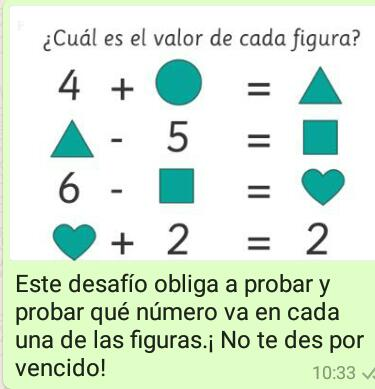 ¿Cuál es el valor de cada figura?
4 + =
- 5 =
6 - =
+ 2 = 2
Este desafío obliga a probar y
probar qué número va en cada
una de las figuras.¡ No te des por
vencido!
10:33